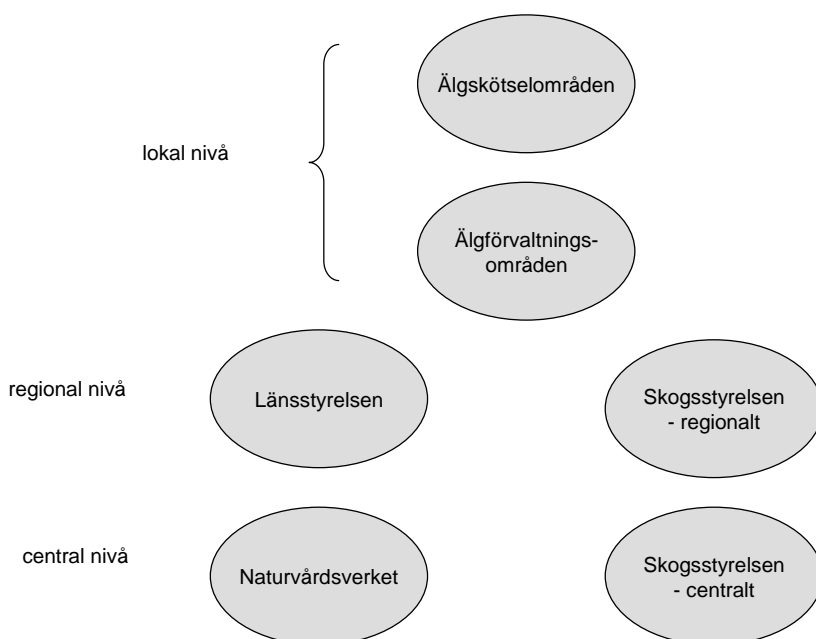 Älgskötselområden
lokal nivå
Älgförvaltnings-
områden
regional nivå
Länsstyrelsen
Skogsstyrelsen
- regionalt
central nivå
Naturvårdsverket
Skogsstyrelsen
- centralt